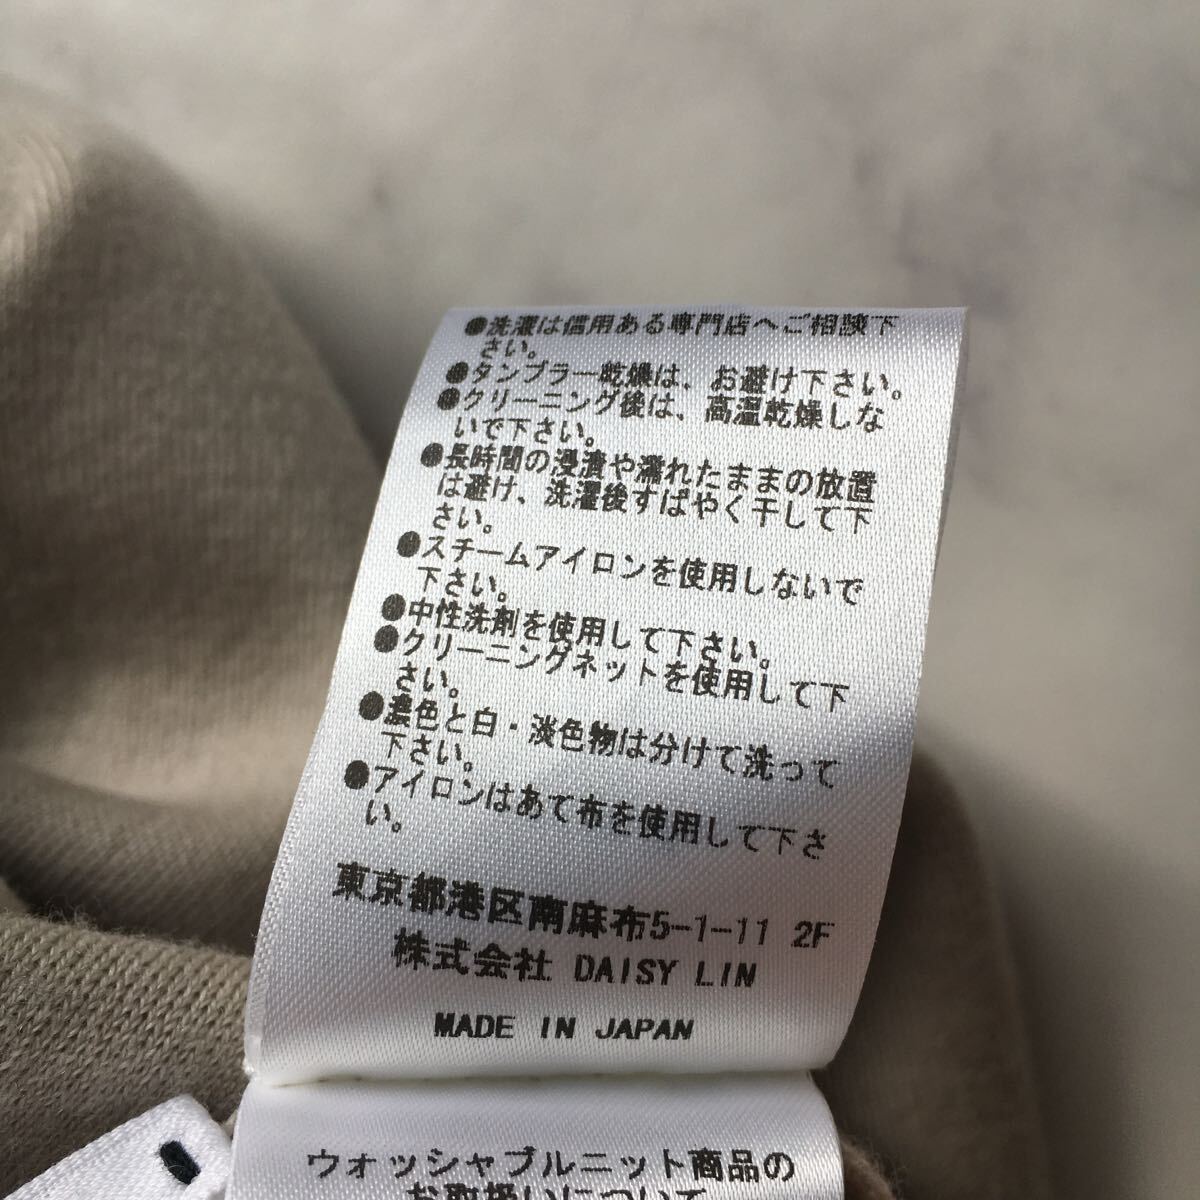 ●洗濯は信用ある専門店へご相談下
さい。
●タンブラー乾燥は、お避け下さい。
●クリーニング後は、高温乾燥しな
いで下さい。
●長時間の浸漬や濡れたままの放置
は避け、洗濯後すばやく干して下
さい。
●スチームアイロンを使用しないで
下さい。
●中性洗剤を使用して下さい。
●クリーニングネットを使用して下
さい。
●濃色と白・淡色物は分けて洗って
下さい。
●アイロンはあて布を使用して下さ
い。
東京都港区南麻布5-1-11 2F
株式会社 DAISY LIN
MADE IN JAPAN
ウォッシャブルニット商品の
お取扱いについて